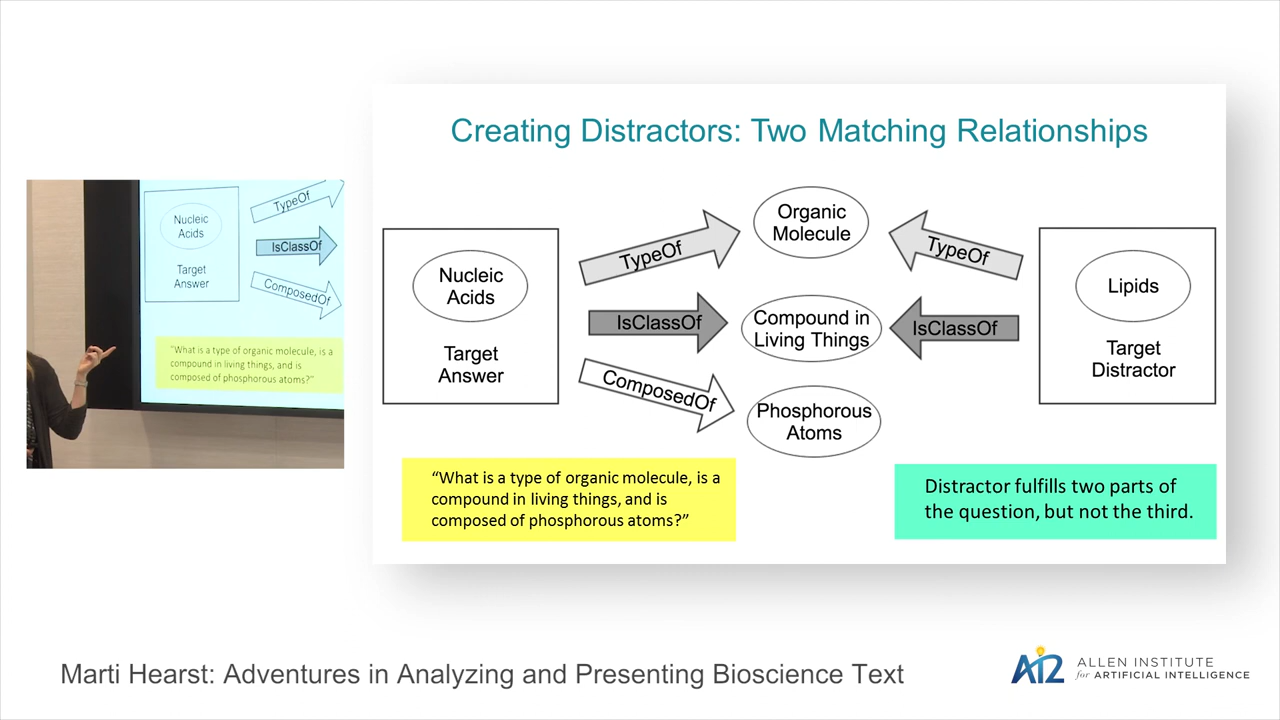 Creating Distractors: Two Matching Relationships
Nucleic
Acids
Target
Answer
TypeOf
IsClassOf
ComposedOf
Organic
Molecule
Compound in
Living Things
Phosphorous
Atoms
TypeOf
IsClassOf
Lipids
Target
Distractor
“What is a type of organic molecule, is a
compound in living things, and is
composed of phosphorous atoms?”
Distractor fulfills two parts of
the question, but not the third.
Nucleic
Acids
Target
Answer
TypeOf
IsClassOf
ComposedOf
"What is a type of organic molecule, is a
compound in living things, and is
composed of phosphorous atoms?"
Marti Hearst: Adventures in Analyzing and Presenting Bioscience Text
AI2
ALLEN INSTITUTE
for ARTIFICIAL INTELLIGENCE